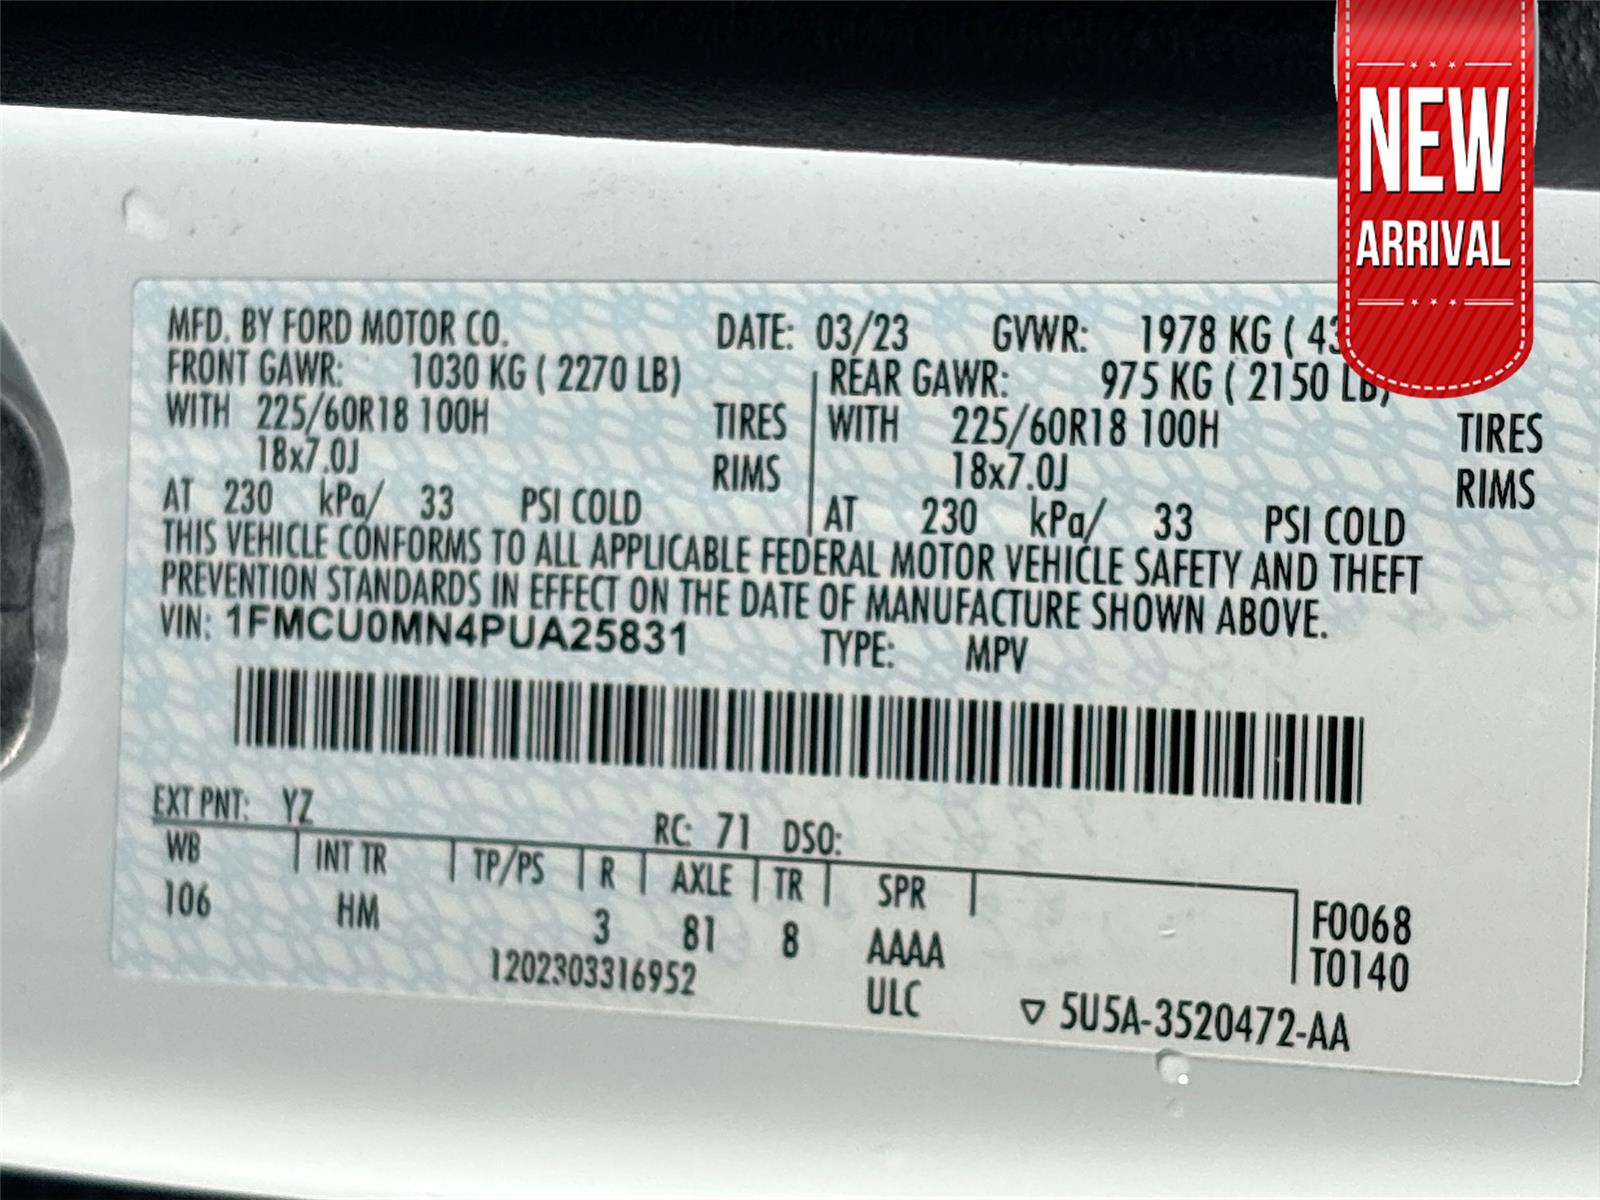 NEW
ARRIVAL
MFD. BY FORD MOTOR CO. DATE: 03/23 GVWR: 1978 KG (
FRONT GAWR: 1030 KG ( 2270 LB) REAR GAWR: 975 KG ( 2150 LB)
WITH 225/60R18 100H TIRES WITH 225/60R18 100H TIRES
18x7.0J RIMS 18x7.0J RIMS
AT 230 kPa/ 33 PSI COLD AT 230 kPa/ 33 PSI COLD
THIS VEHICLE CONFORMS TO ALL APPLICABLE FEDERAL MOTOR VEHICLE SAFETY AND THEFT
PREVENTION STANDARDS IN EFFECT ON THE DATE OF MANUFACTURE SHOWN ABOVE.
VIN: 1FMCU0MN4PUA25831 TYPE: MPV
EXT PNT: YZ RC: 71 DSO:
WB INT TR TP/PS R AXLE TR SPR
106 HM 3 81 8 AAAA F0068
1202303316952 ULC T0140
▽ 5U5A-3520472-AA